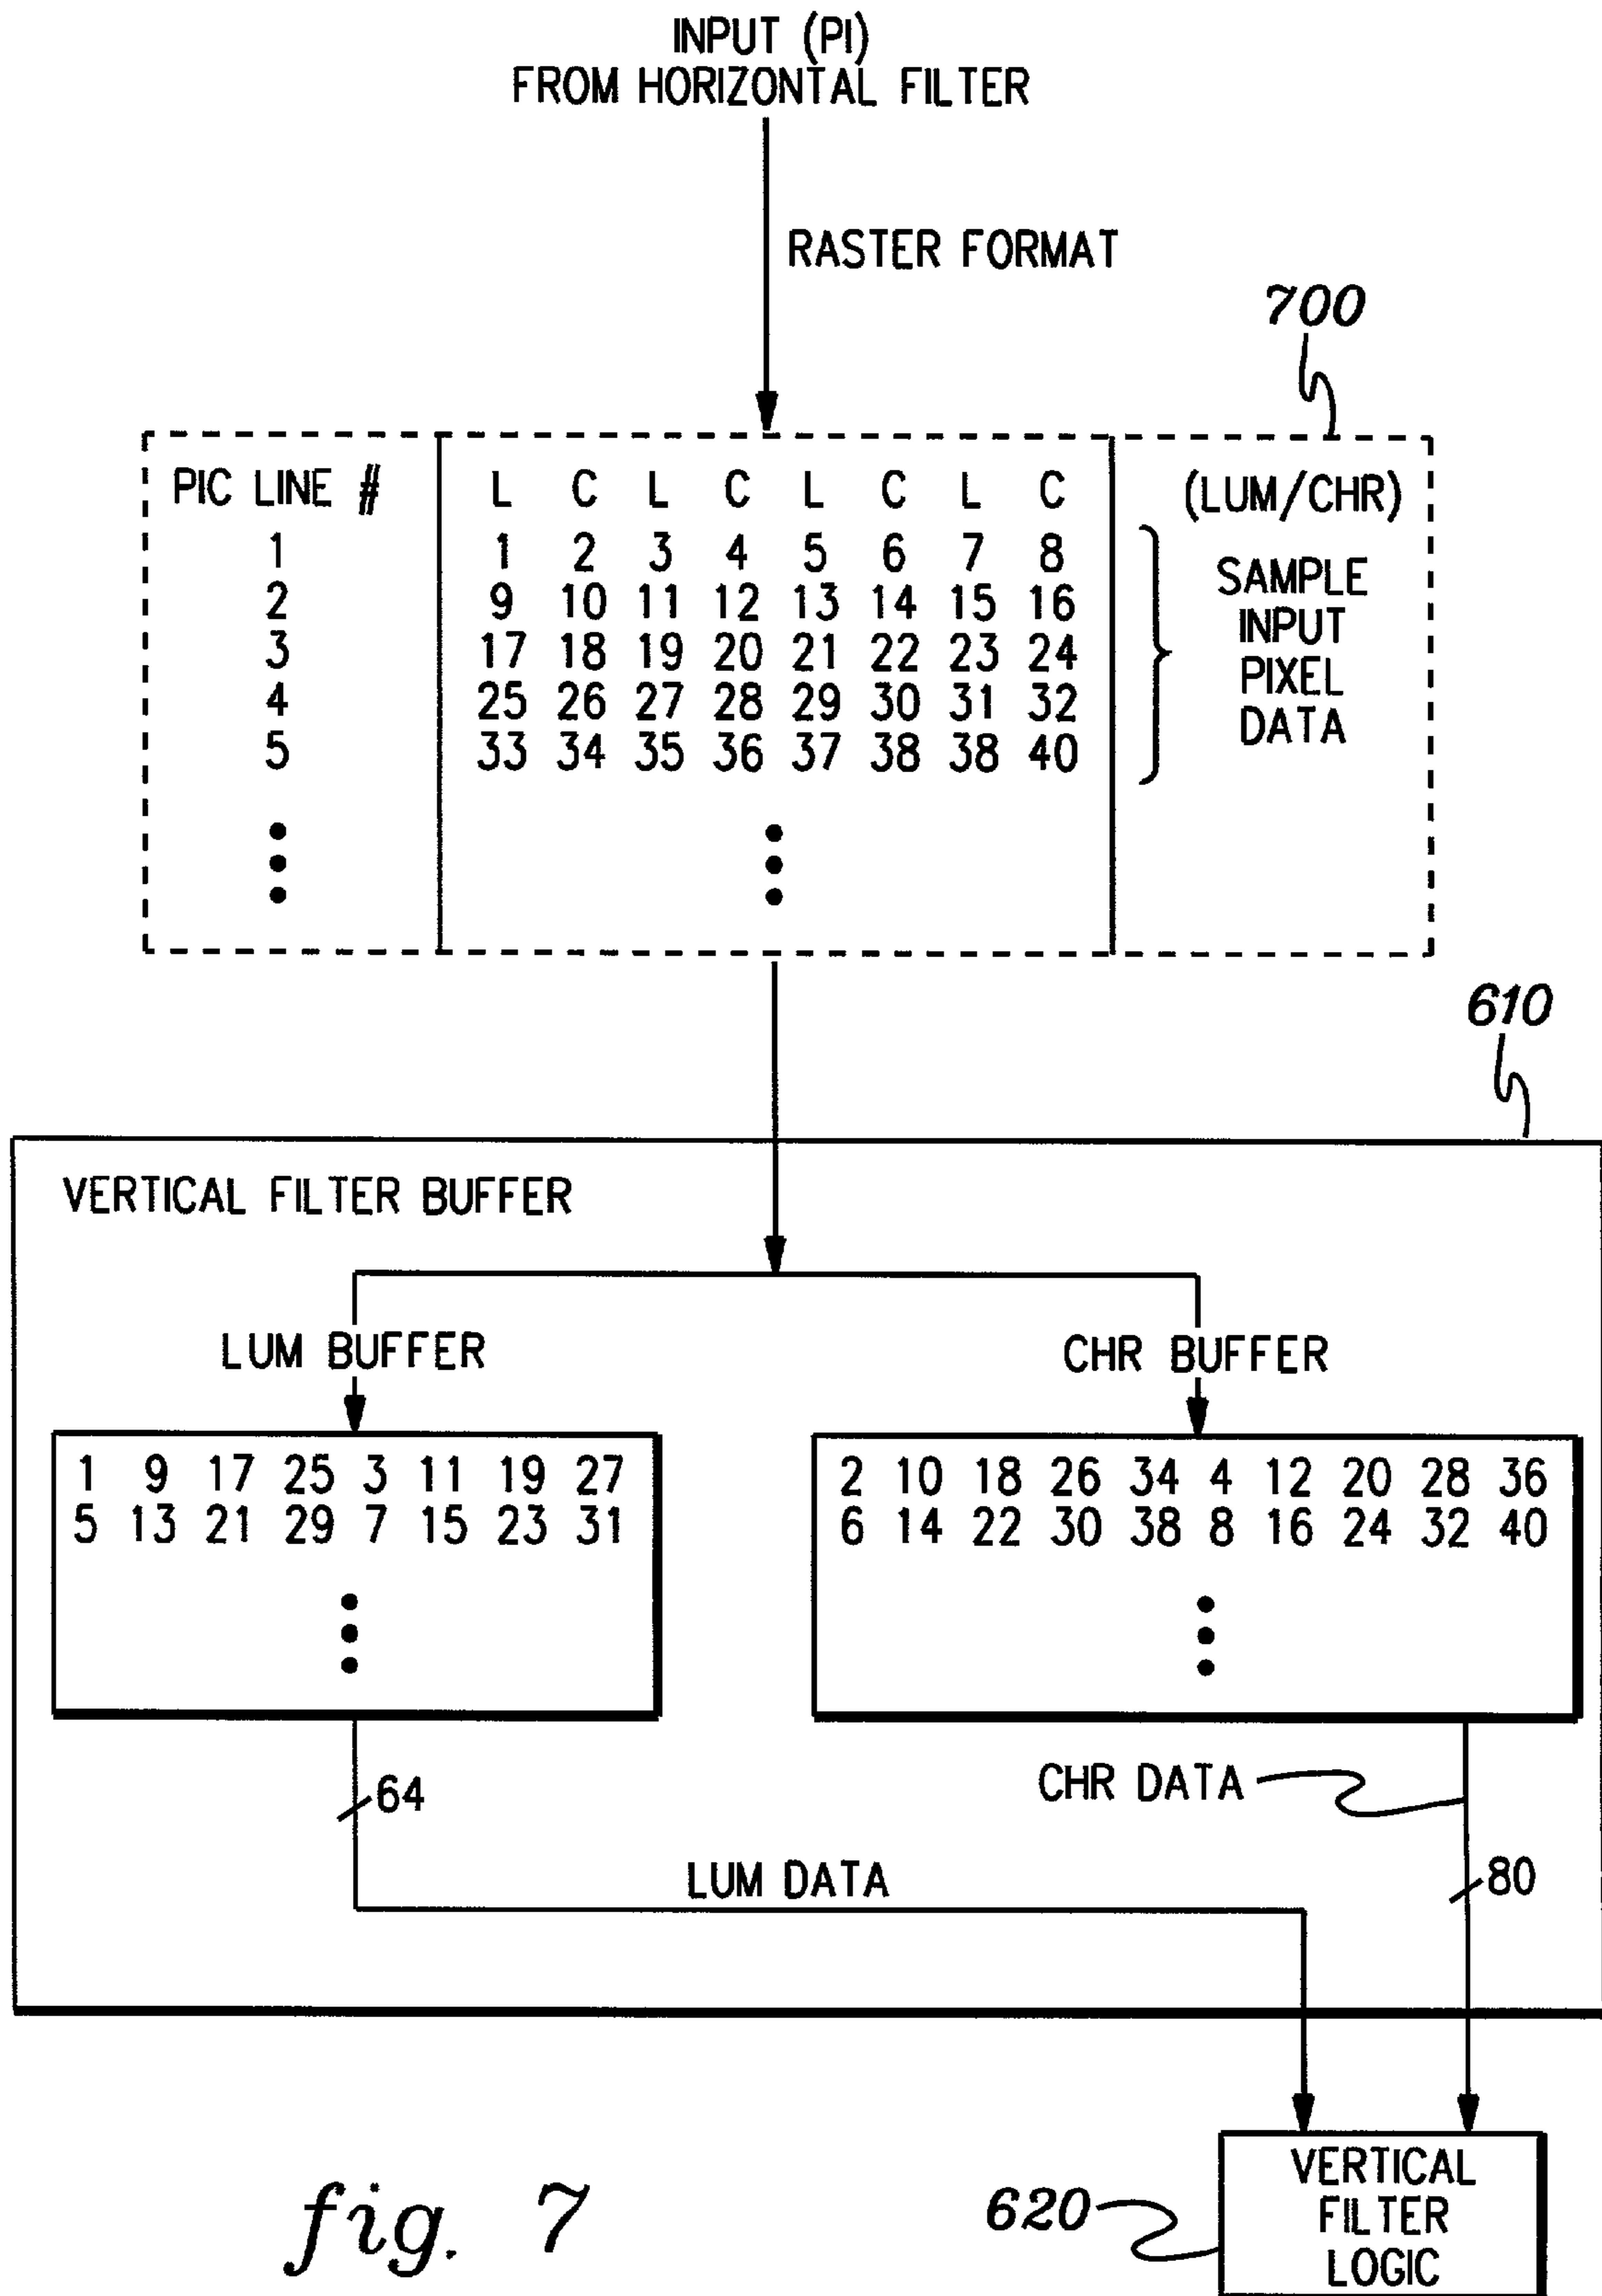 INPUT (PI)
FROM HORIZONTAL FILTER
RASTER FORMAT
700
PIC LINE # L C L C L C L C (LUM/CHR)
1 1 2 3 4 5 6 7 8
2 9 10 11 12 13 14 15 16
3 17 18 19 20 21 22 23 24
4 25 26 27 28 29 30 31 32
5 33 34 35 36 37 38 38 40
SAMPLE
INPUT
PIXEL
DATA
610
VERTICAL FILTER BUFFER
LUM BUFFER
CHR BUFFER
1 9 17 25 3 11 19 27
5 13 21 29 7 15 23 31
2 10 18 26 34 4 12 20 28 36
6 14 22 30 38 8 16 24 32 40
64
CHR DATA
LUM DATA
80
VERTICAL
FILTER
LOGIC
620
fig. 7